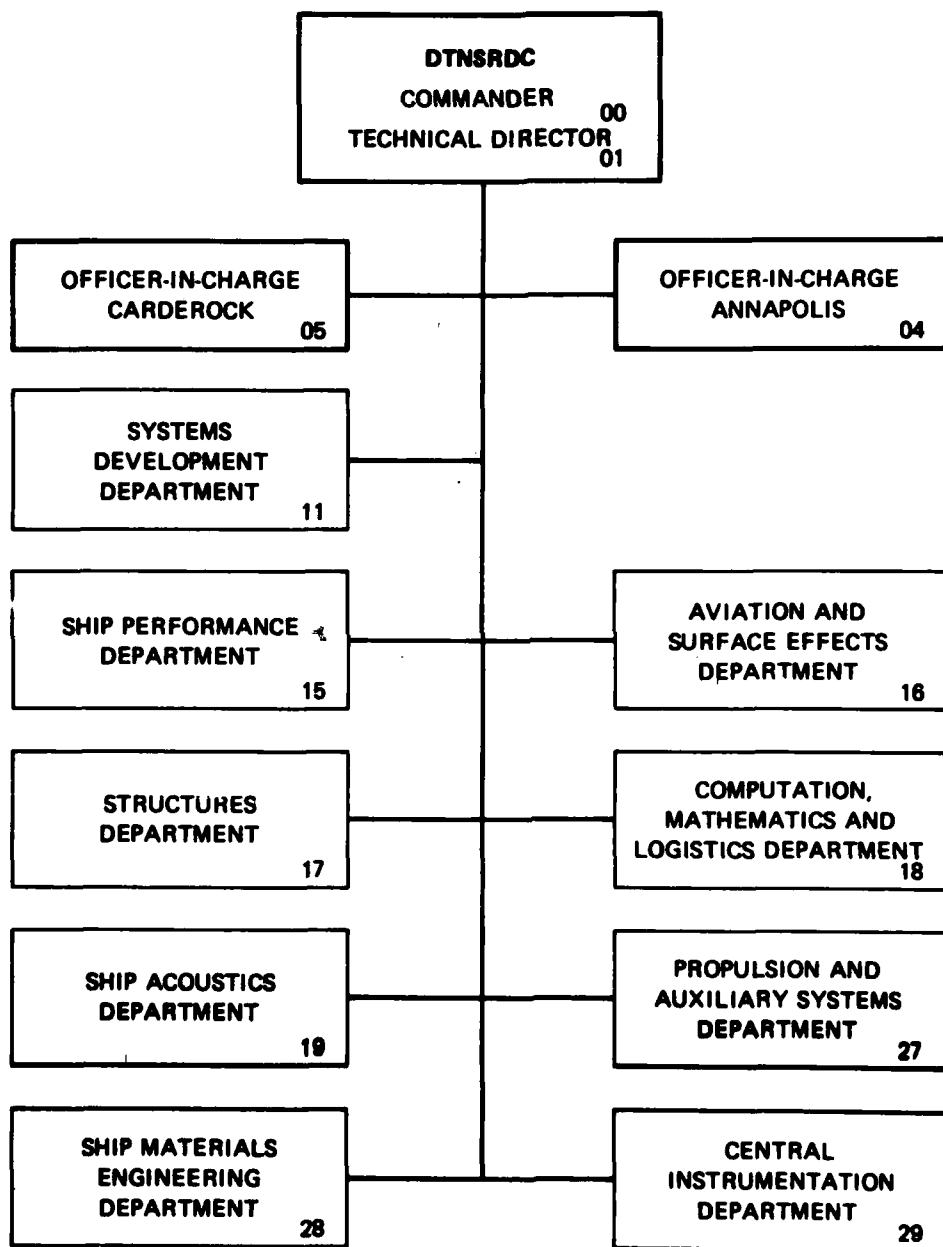 DTNSRDC
COMMANDER
00
TECHNICAL DIRECTOR
01
OFFICER-IN-CHARGE
CARDEROCK
05
OFFICER-IN-CHARGE
ANNAPOLIS
04
SYSTEMS
DEVELOPMENT
DEPARTMENT
11
SHIP PERFORMANCE
DEPARTMENT
15
AVIATION AND
SURFACE EFFECTS
DEPARTMENT
16
STRUCTURES
DEPARTMENT
17
COMPUTATION,
MATHEMATICS AND
LOGISTICS DEPARTMENT
18
SHIP ACOUSTICS
DEPARTMENT
19
PROPULSION AND
AUXILIARY SYSTEMS
DEPARTMENT
27
SHIP MATERIALS
ENGINEERING
DEPARTMENT
28
CENTRAL
INSTRUMENTATION
DEPARTMENT
29